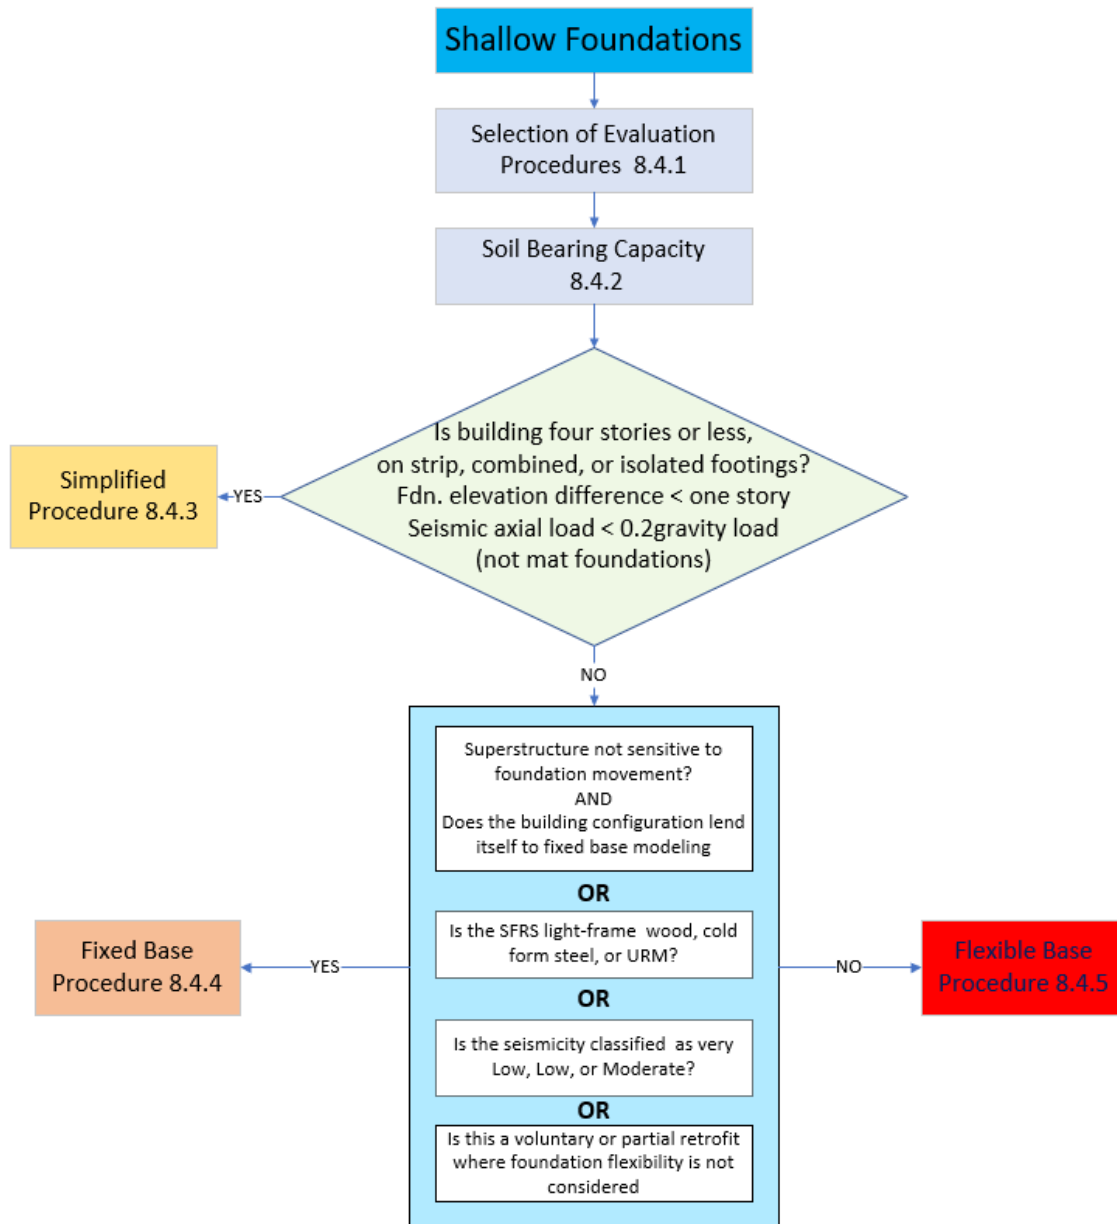 Shallow Foundations
Selection of Evaluation
Procedures 8.4.1
Soil Bearing Capacity
8.4.2
Is building four stories or less,
on strip, combined, or isolated footings?
Fdn. elevation difference < one story
Seismic axial load < 0.2gravity load
(not mat foundations)
YES
Simplified
Procedure 8.4.3
NO
Superstructure not sensitive to
foundation movement?
AND
Does the building configuration lend
itself to fixed base modeling
OR
Is the SFRS light-frame wood, cold
form steel, or URM?
OR
Is the seismicity classified as very
Low, Low, or Moderate?
OR
Is this a voluntary or partial retrofit
where foundation flexibility is not
considered
YES
Fixed Base
Procedure 8.4.4
NO
Flexible Base
Procedure 8.4.5